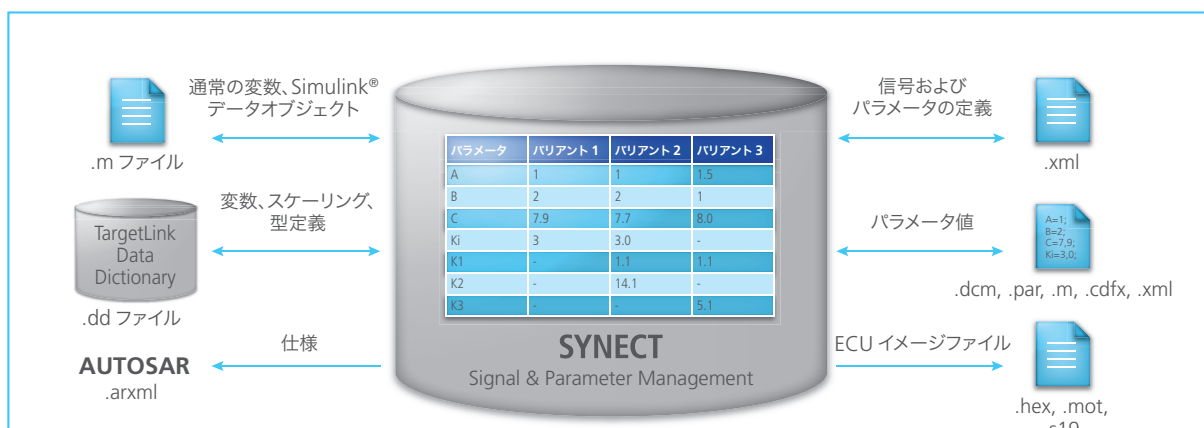 通常の変数、Simulink®
データオブジェクト
.m ファイル
変数、スケーリング、
型定義
TargetLink
Data
Dictionary
.dd ファイル
仕様
AUTOSAR
.arxml
パラメータ バリアント 1 バリアント 2 バリアント 3
A 1 1 1.5
B 2 2 1
C 7.9 7.7 8.0
Ki 3 3.0 -
K1 - 1.1 1.1
K2 - 14.1 -
K3 - - 5.1
SYNECT
Signal & Parameter Management
信号および
パラメータの定義
.xml
パラメータ値
A=1;
B=2;
C=7,9;
Ki=3,0;
.dcm, .par, .m, .cdfx, .xml
ECU イメージファイル
.hex, .mot,
.s19